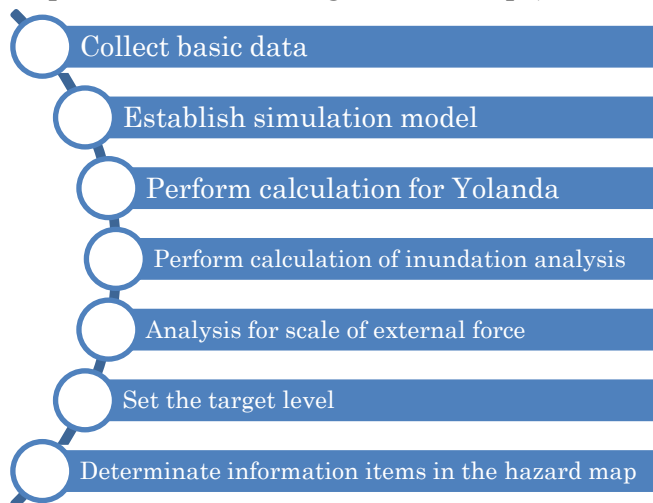 Collect basic data
Establish simulation model
Perform calculation for Yolanda
Perform calculation of inundation analysis
Analysis for scale of external force
Set the target level
Determinate information items in the hazard map